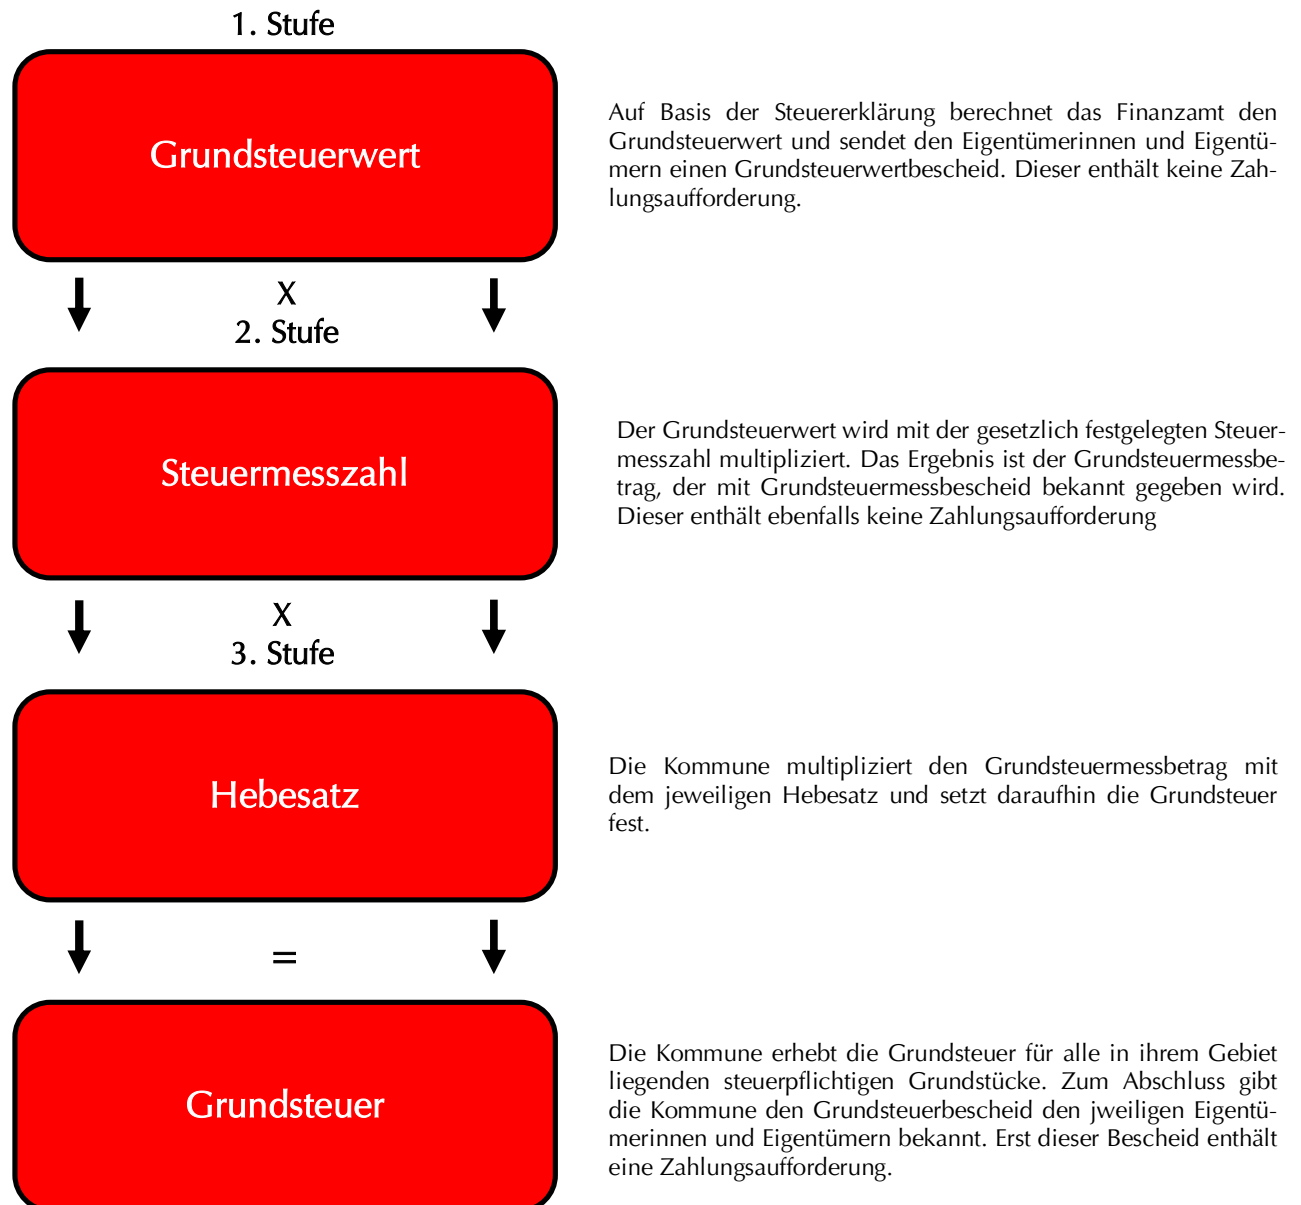 1. Stufe
Grundsteuerwert
Auf Basis der Steuererklärung berechnet das Finanzamt den
Grundsteuerwert und sendet den Eigentümerinnen und Eigentü-
mern einen Grundsteuerwertbescheid. Dieser enthält keine Zah-
lungsaufforderung.
X
2. Stufe
Steuermesszahl
Der Grundsteuerwert wird mit der gesetzlich festgelegten Steuer-
messzahl multipliziert. Das Ergebnis ist der Grundsteuermessbe-
trag, der mit Grundsteuermessbescheid bekannt gegeben wird.
Dieser enthält ebenfalls keine Zahlungsaufforderung
X
3. Stufe
Hebesatz
Die Kommune multipliziert den Grundsteuermessbetrag mit
dem jeweiligen Hebesatz und setzt daraufhin die Grundsteuer
fest.
=
Grundsteuer
Die Kommune erhebt die Grundsteuer für alle in ihrem Gebiet
liegenden steuerpflichtigen Grundstücke. Zum Abschluss gibt
die Kommune den Grundsteuerbescheid den jweiligen Eigentü-
merinnen und Eigentümern bekannt. Erst dieser Bescheid enthält
eine Zahlungsaufforderung.